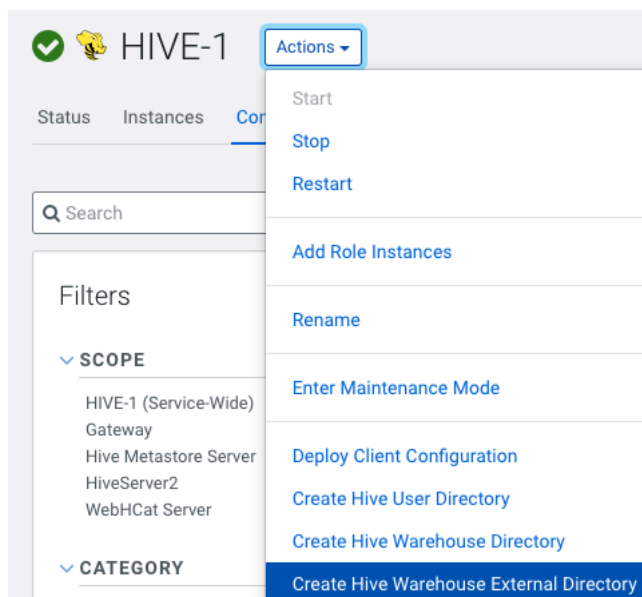 HIVE-1
Actions
Status Instances Con
Search
Filters
SCOPE
HIVE-1 (Service-Wide)
Gateway
Hive Metastore Server
HiveServer2
WebHCat Server
CATEGORY
Start
Stop
Restart
Add Role Instances
Rename
Enter Maintenance Mode
Deploy Client Configuration
Create Hive User Directory
Create Hive Warehouse Directory
Create Hive Warehouse External Directory